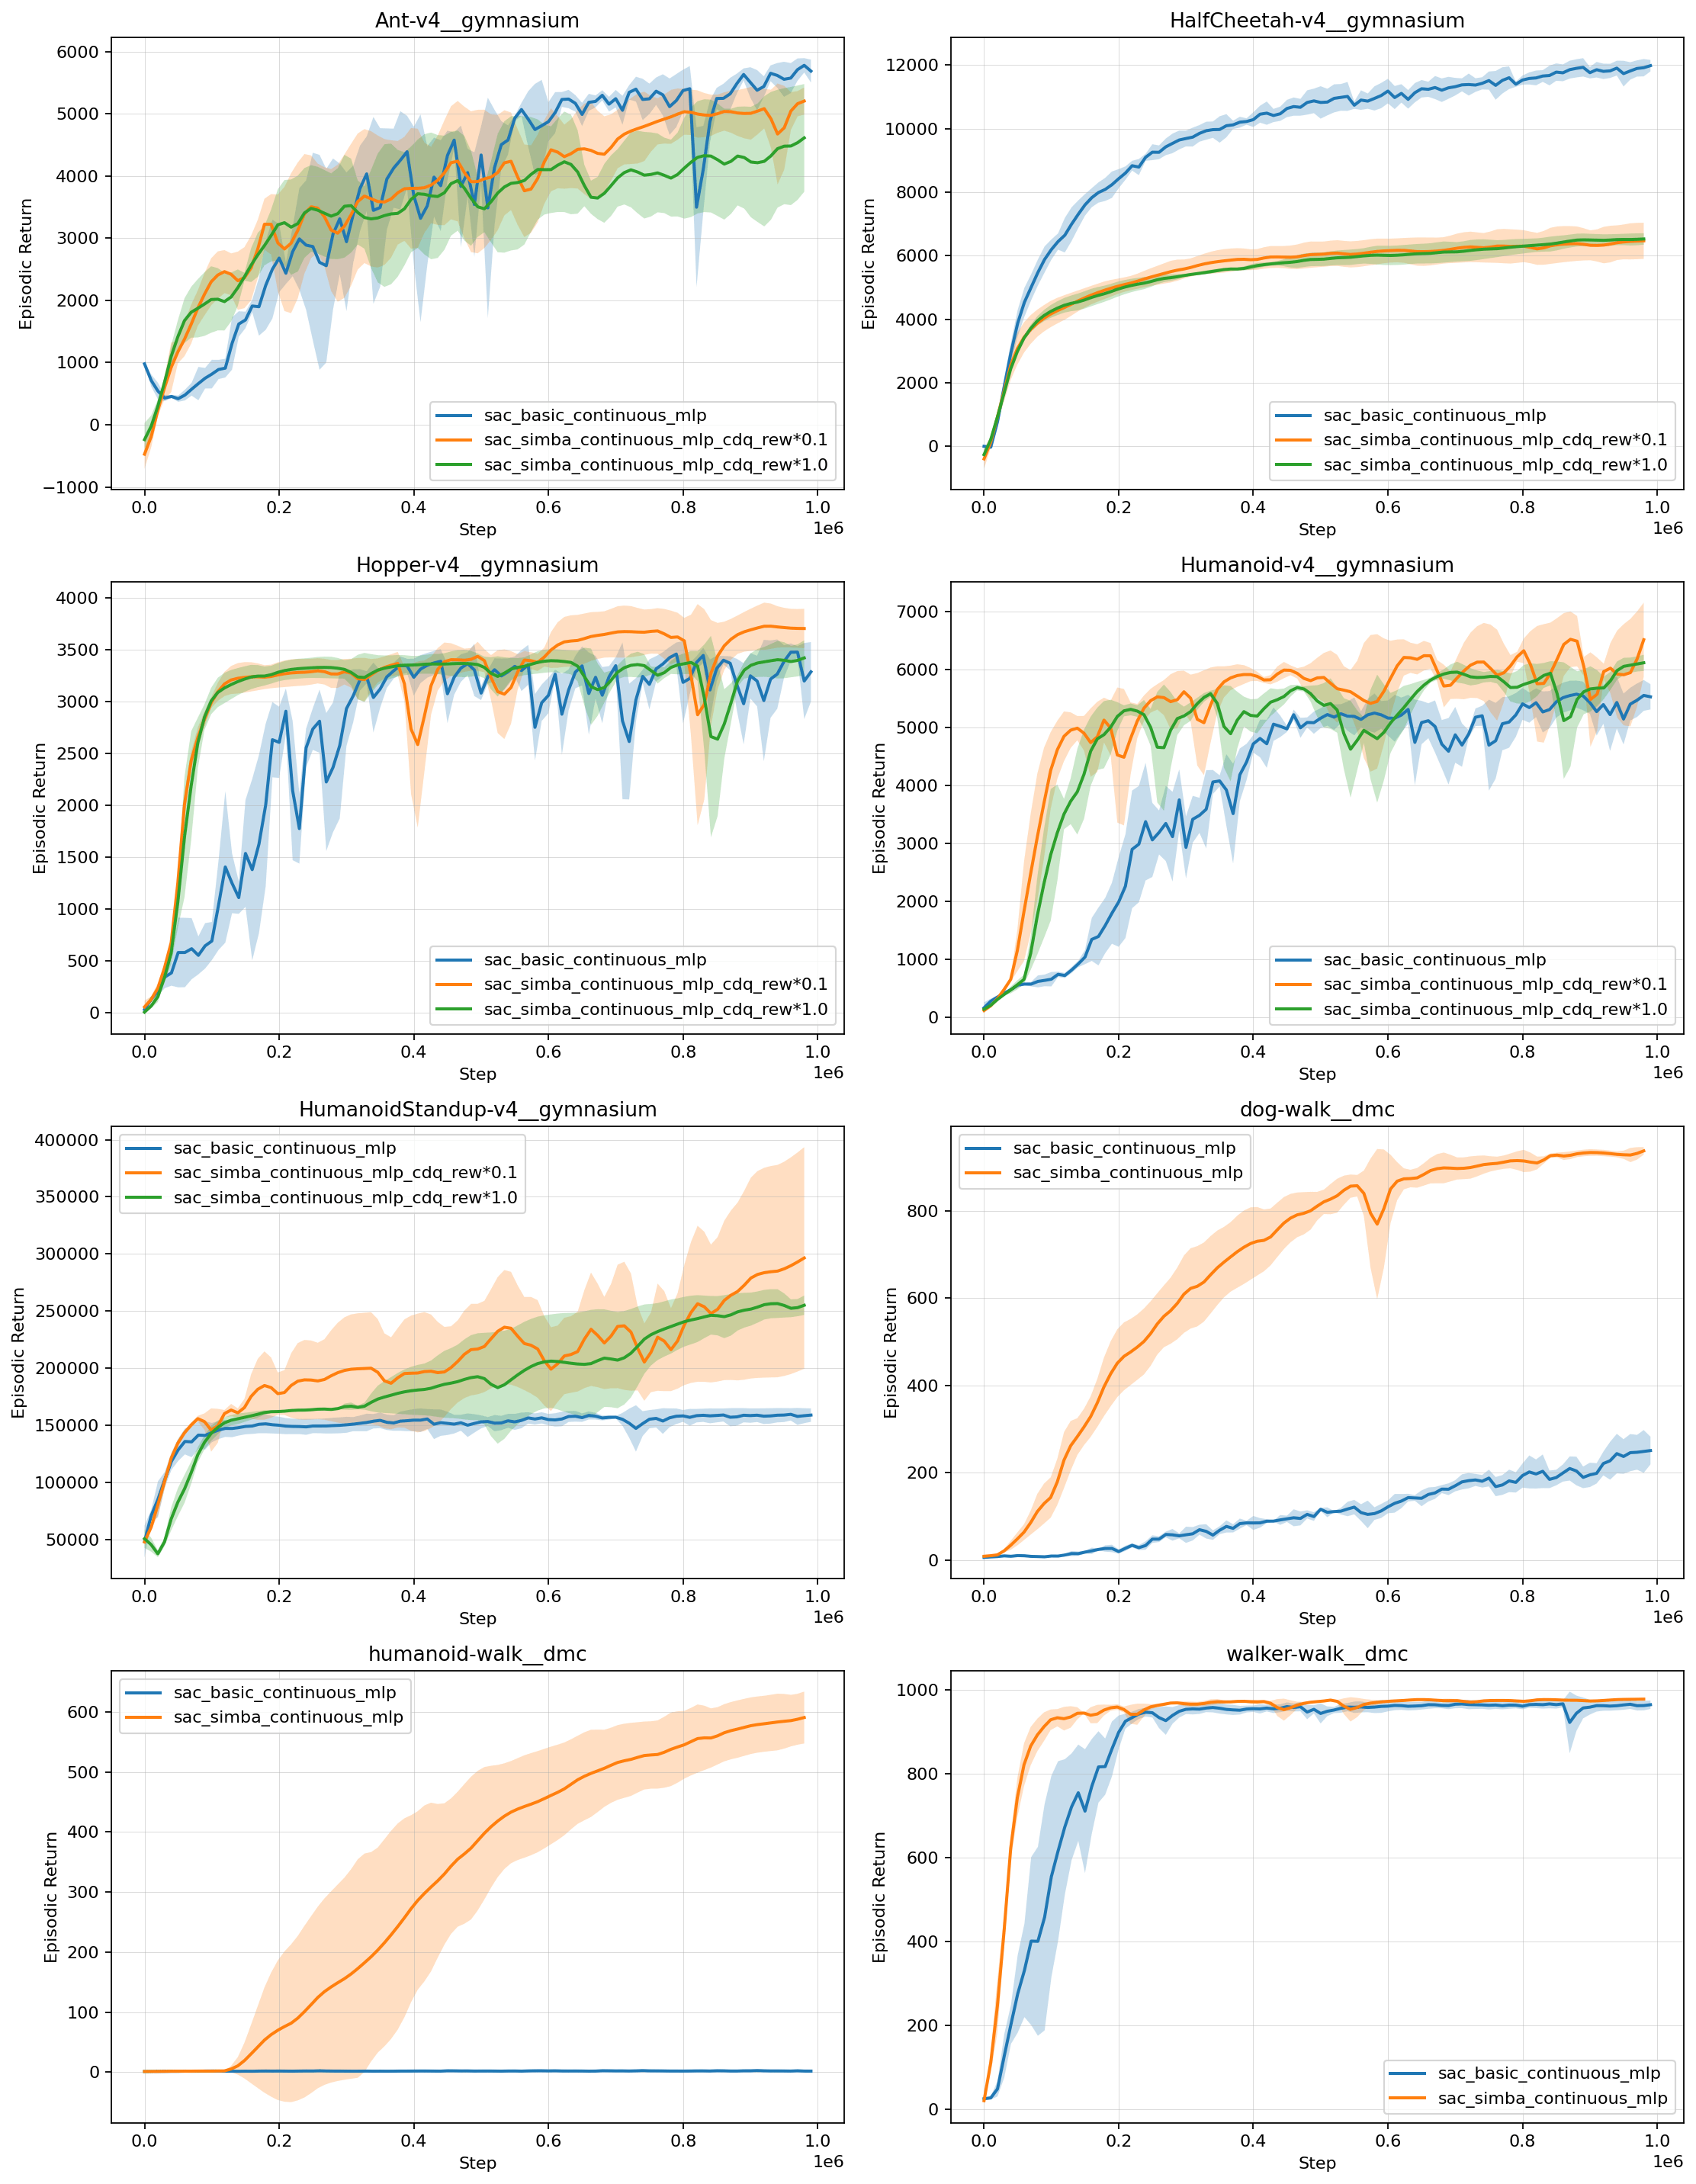 Ant-v4__gymnasium
6000
5000
4000
3000
2000
1000
0
−1000
Episodic Return
sac_basic_continuous_mlp
sac_simba_continuous_mlp_cdq_rew*0.1
sac_simba_continuous_mlp_cdq_rew*1.0
0.0 0.2 0.4 0.6 0.8 1.0
Step
1e6
HalfCheetah-v4__gymnasium
12000
10000
8000
6000
4000
2000
0
Episodic Return
sac_basic_continuous_mlp
sac_simba_continuous_mlp_cdq_rew*0.1
sac_simba_continuous_mlp_cdq_rew*1.0
0.0 0.2 0.4 0.6 0.8 1.0
Step
1e6
Hopper-v4__gymnasium
4000
3500
3000
2500
2000
1500
1000
500
0
Episodic Return
sac_basic_continuous_mlp
sac_simba_continuous_mlp_cdq_rew*0.1
sac_simba_continuous_mlp_cdq_rew*1.0
0.0 0.2 0.4 0.6 0.8 1.0
Step
1e6
Humanoid-v4__gymnasium
7000
6000
5000
4000
3000
2000
1000
0
Episodic Return
sac_basic_continuous_mlp
sac_simba_continuous_mlp_cdq_rew*0.1
sac_simba_continuous_mlp_cdq_rew*1.0
0.0 0.2 0.4 0.6 0.8 1.0
Step
1e6
HumanoidStandup-v4__gymnasium
400000
350000
300000
250000
200000
150000
100000
50000
Episodic Return
sac_basic_continuous_mlp
sac_simba_continuous_mlp_cdq_rew*0.1
sac_simba_continuous_mlp_cdq_rew*1.0
0.0 0.2 0.4 0.6 0.8 1.0
Step
1e6
dog-walk__dmc
800
600
400
200
0
Episodic Return
sac_basic_continuous_mlp
sac_simba_continuous_mlp
0.0 0.2 0.4 0.6 0.8 1.0
Step
1e6
humanoid-walk__dmc
600
500
400
300
200
100
0
Episodic Return
sac_basic_continuous_mlp
sac_simba_continuous_mlp
0.0 0.2 0.4 0.6 0.8 1.0
Step
1e6
walker-walk__dmc
1000
800
600
400
200
0
Episodic Return
sac_basic_continuous_mlp
sac_simba_continuous_mlp
0.0 0.2 0.4 0.6 0.8 1.0
Step
1e6